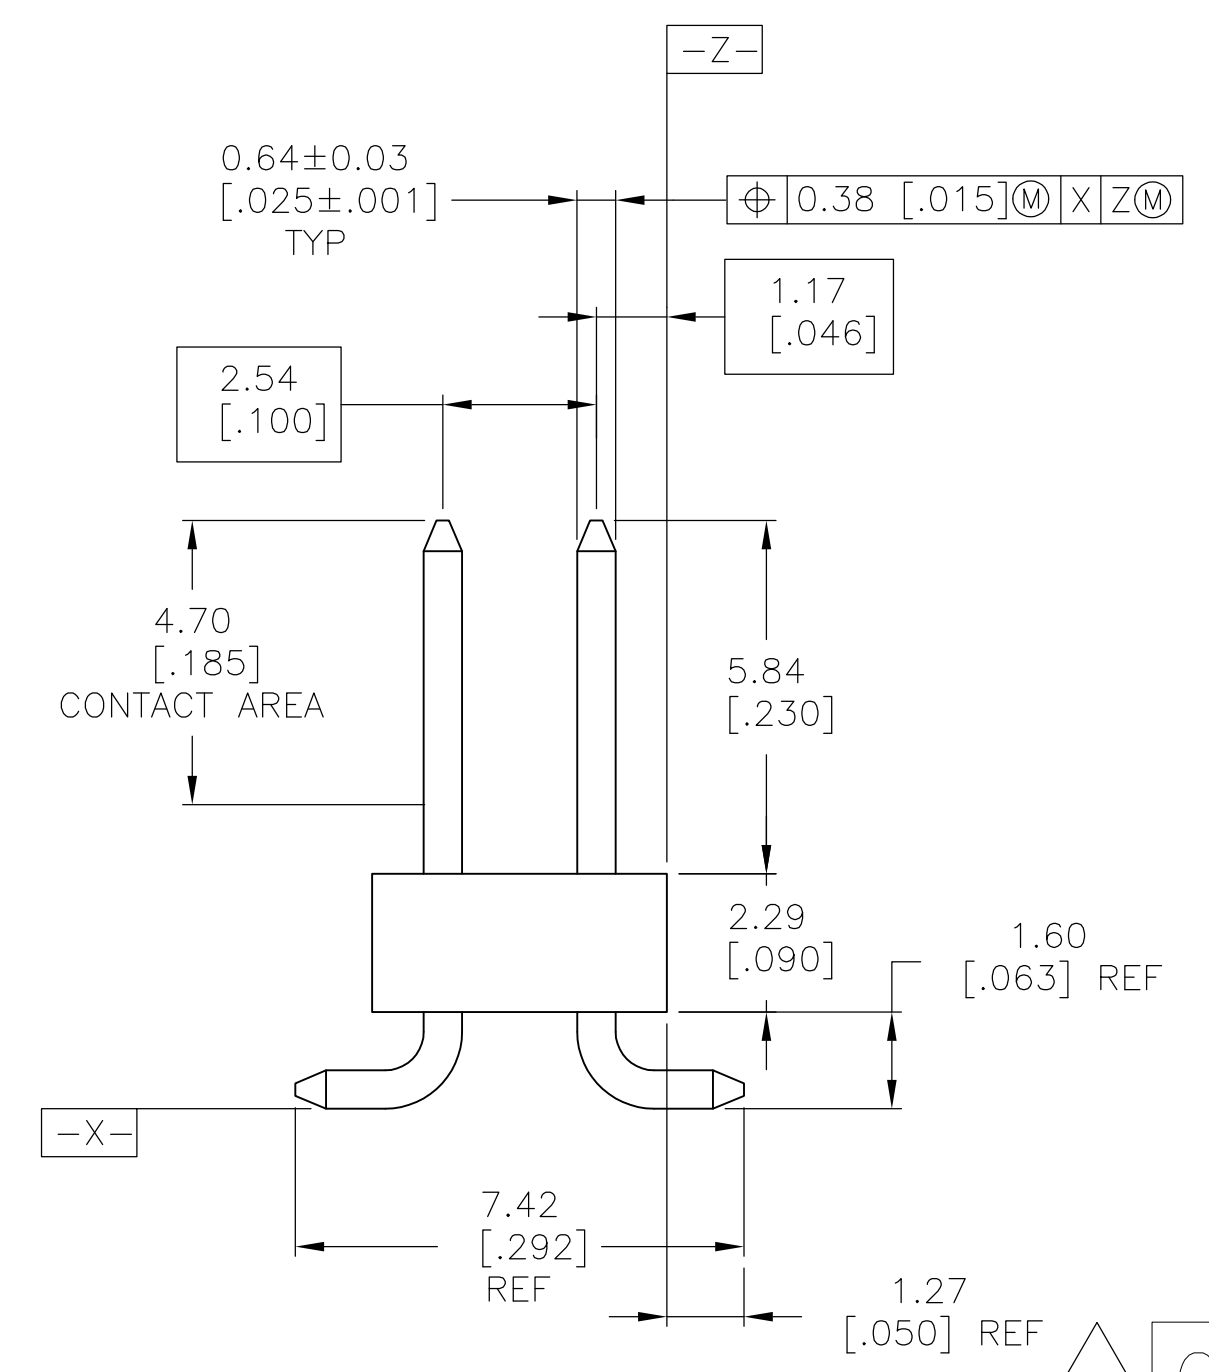 -Z-
0.64±0.03
[.025±.001]
TYP
⌖ 0.38 [.015]Ⓜ X ZⓂ
1.17
[.046]
2.54
[.100]
4.70
[.185]
CONTACT AREA
5.84
[.230]
2.29
[.090]
1.60
[.063] REF
-X-
7.42
[.292]
REF
1.27
[.050] REF